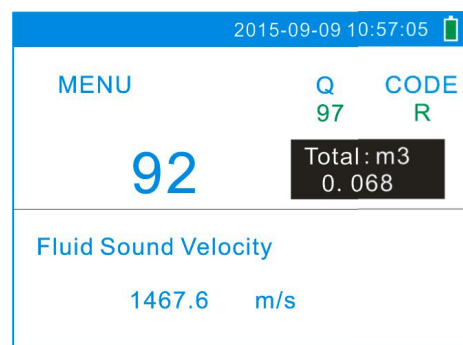 2015-09-09 10:57:05
MENU Q CODE
97 R
92 Total:m3
0.068
Fluid Sound Velocity
1467.6 m/s